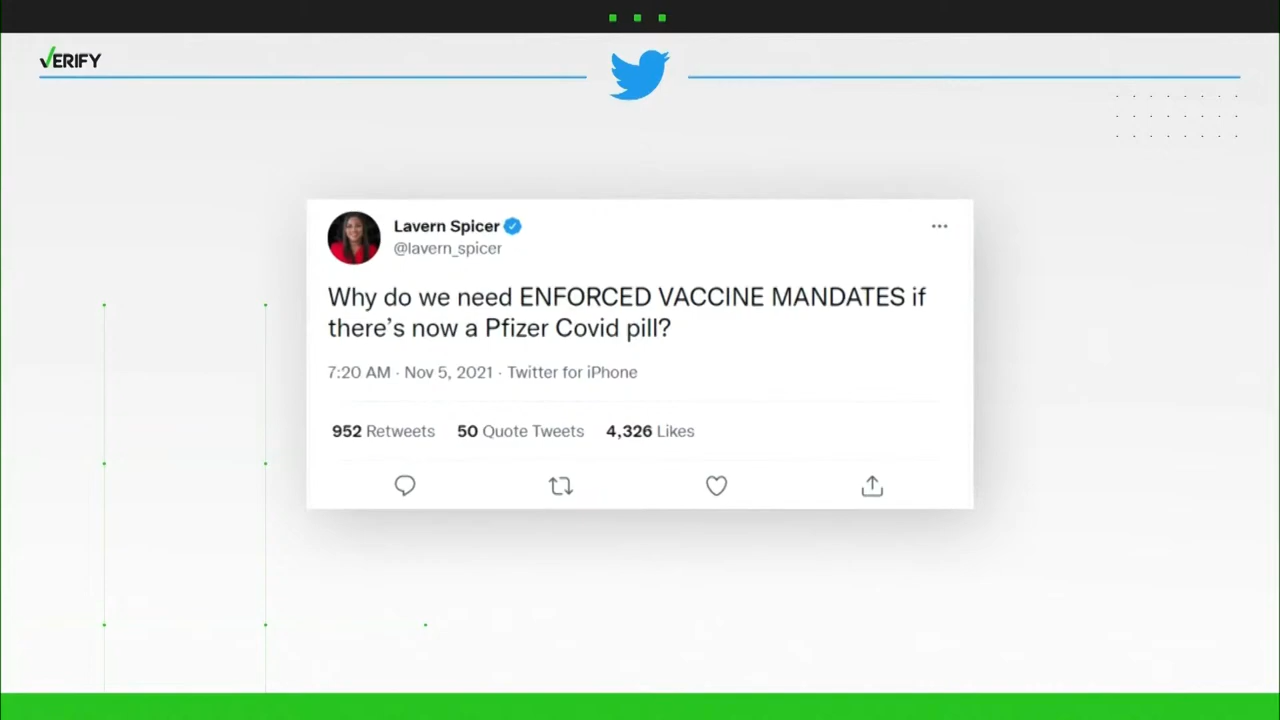 VERIFY
Lavern Spicer
@lavern_spicer
Why do we need ENFORCED VACCINE MANDATES if
there’s now a Pfizer Covid pill?
7:20 AM · Nov 5, 2021 · Twitter for iPhone
952 Retweets 50 Quote Tweets 4,326 Likes